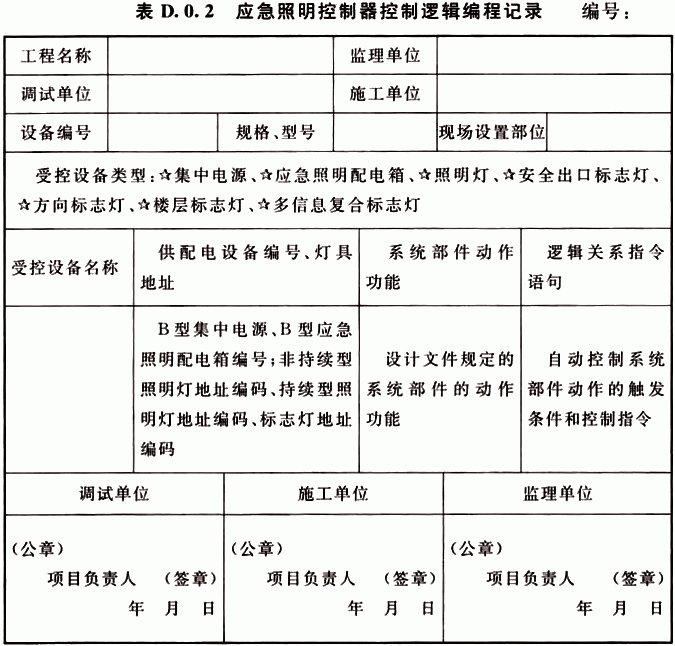 表 D.0.2 应急照明控制器控制逻辑编程记录 编号：
工程名称 监理单位
调试单位 施工单位
设备编号 规格、型号 现场设置部位
受控设备类型：☆集中电源、☆应急照明配电箱、☆照明灯、☆安全出口标志灯、
☆方向标志灯、☆楼层标志灯、☆多信息复合标志灯
受控设备名称
供配电设备编号、灯具
地址
系统部件动作
功能
逻辑关系指令
语句
B型集中电源、B型应急
照明配电箱编号；非持续型
照明灯地址编码、持续型照
明灯地址编码、标志灯地址
编码
设计文件规定的
系统部件的动作
功能
自动控制系统
部件动作的触发
条件和控制指令
调试单位 施工单位 监理单位
（公章） （公章） （公章）
项目负责人 （签章） 项目负责人 （签章） 项目负责人 （签章）
年 月 日 年 月 日 年 月 日